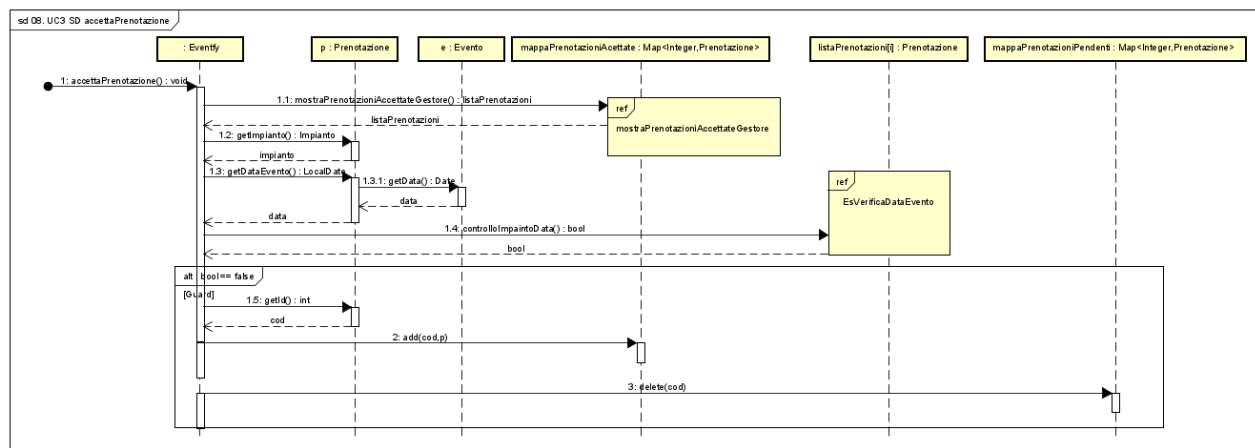 sd 08. UC3 SD accettaPrenotazione
: Eventfy
p : Prenotazione
e : Evento
mappaPrenotazioniAccettate : Map<Integer,Prenotazione>
listaPrenotazioni[i] : Prenotazione
mappaPrenotazioniPendenti : Map<Integer,Prenotazione>
1: accettaPrenotazione() : void
1.1: mostraPrenotazioniAccettateGestore() : listaPrenotazioni
ref
mostraPrenotazioniAccettateGestore
listaPrenotazioni
1.2: getImpianto() : Impianto
impianto
1.3: getDataEvento() : LocalDate
1.3.1: getData() : Date
data
data
ref
EsVerificaDataEvento
1.4: controlloImpaintoData() : bool
bool
alt bool== false
[Guard]
1.5: getId() : int
cod
2: add(cod,p)
3: delete(cod)